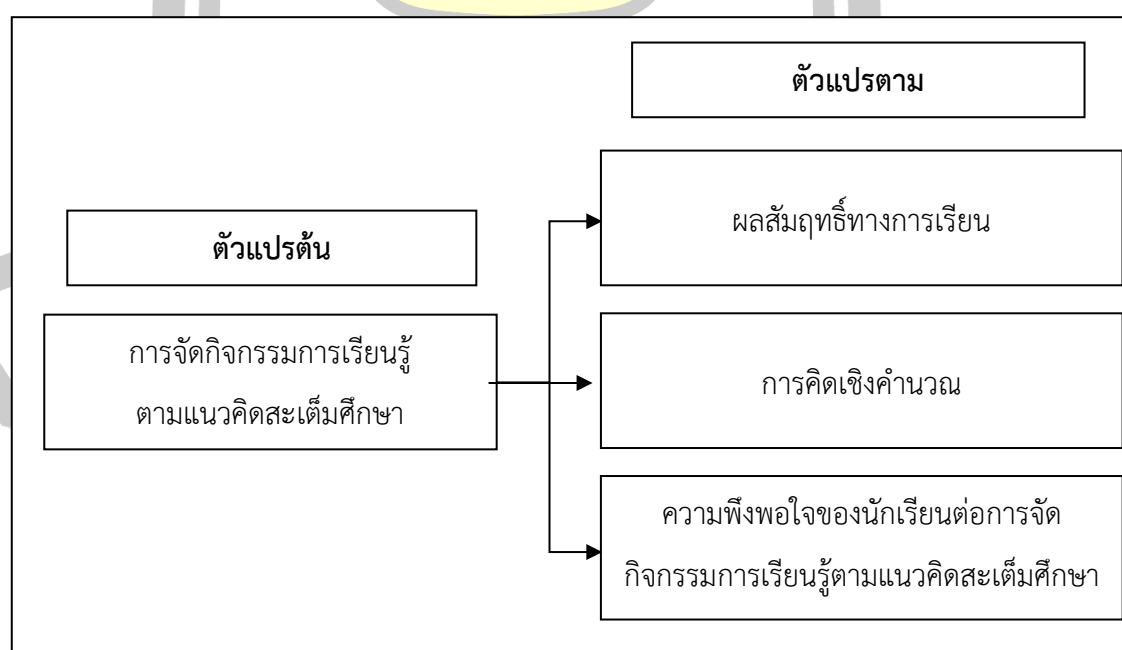 ตัวแปรตาม
ผลสัมฤทธิ์ทางการเรียน
ตัวแปรต้น
การจัดกิจกรรมการเรียนรู้
ตามแนวคิดสะเต็มศึกษา
การคิดเชิงคำนวณ
ความพึงพอใจของนักเรียนต่อการจัด
กิจกรรมการเรียนรู้ตามแนวคิดสะเต็มศึกษา